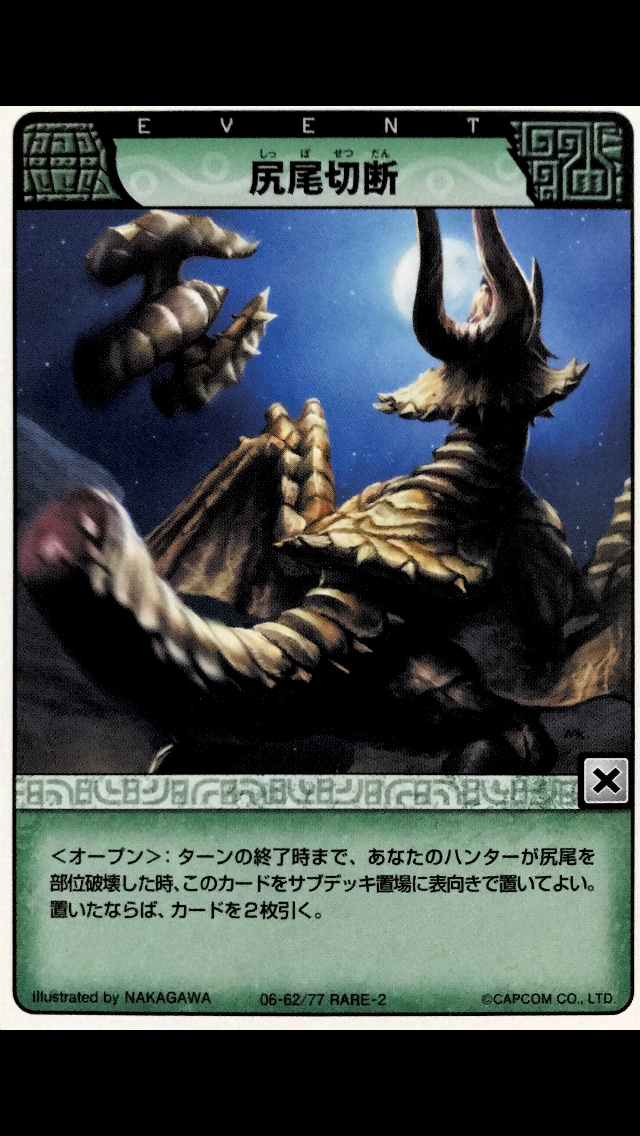 EVENT
しっぽせつだん
尻尾切断
MK.
＜オープン＞：ターンの終了時まで、あなたのハンターが尻尾を
部位破壊した時、このカードをサブデッキ置場に表向きで置いてよい。
置いたならば、カードを２枚引く。
Illustrated by NAKAGAWA 06-62/77 RARE-2 ©CAPCOM CO., LTD.